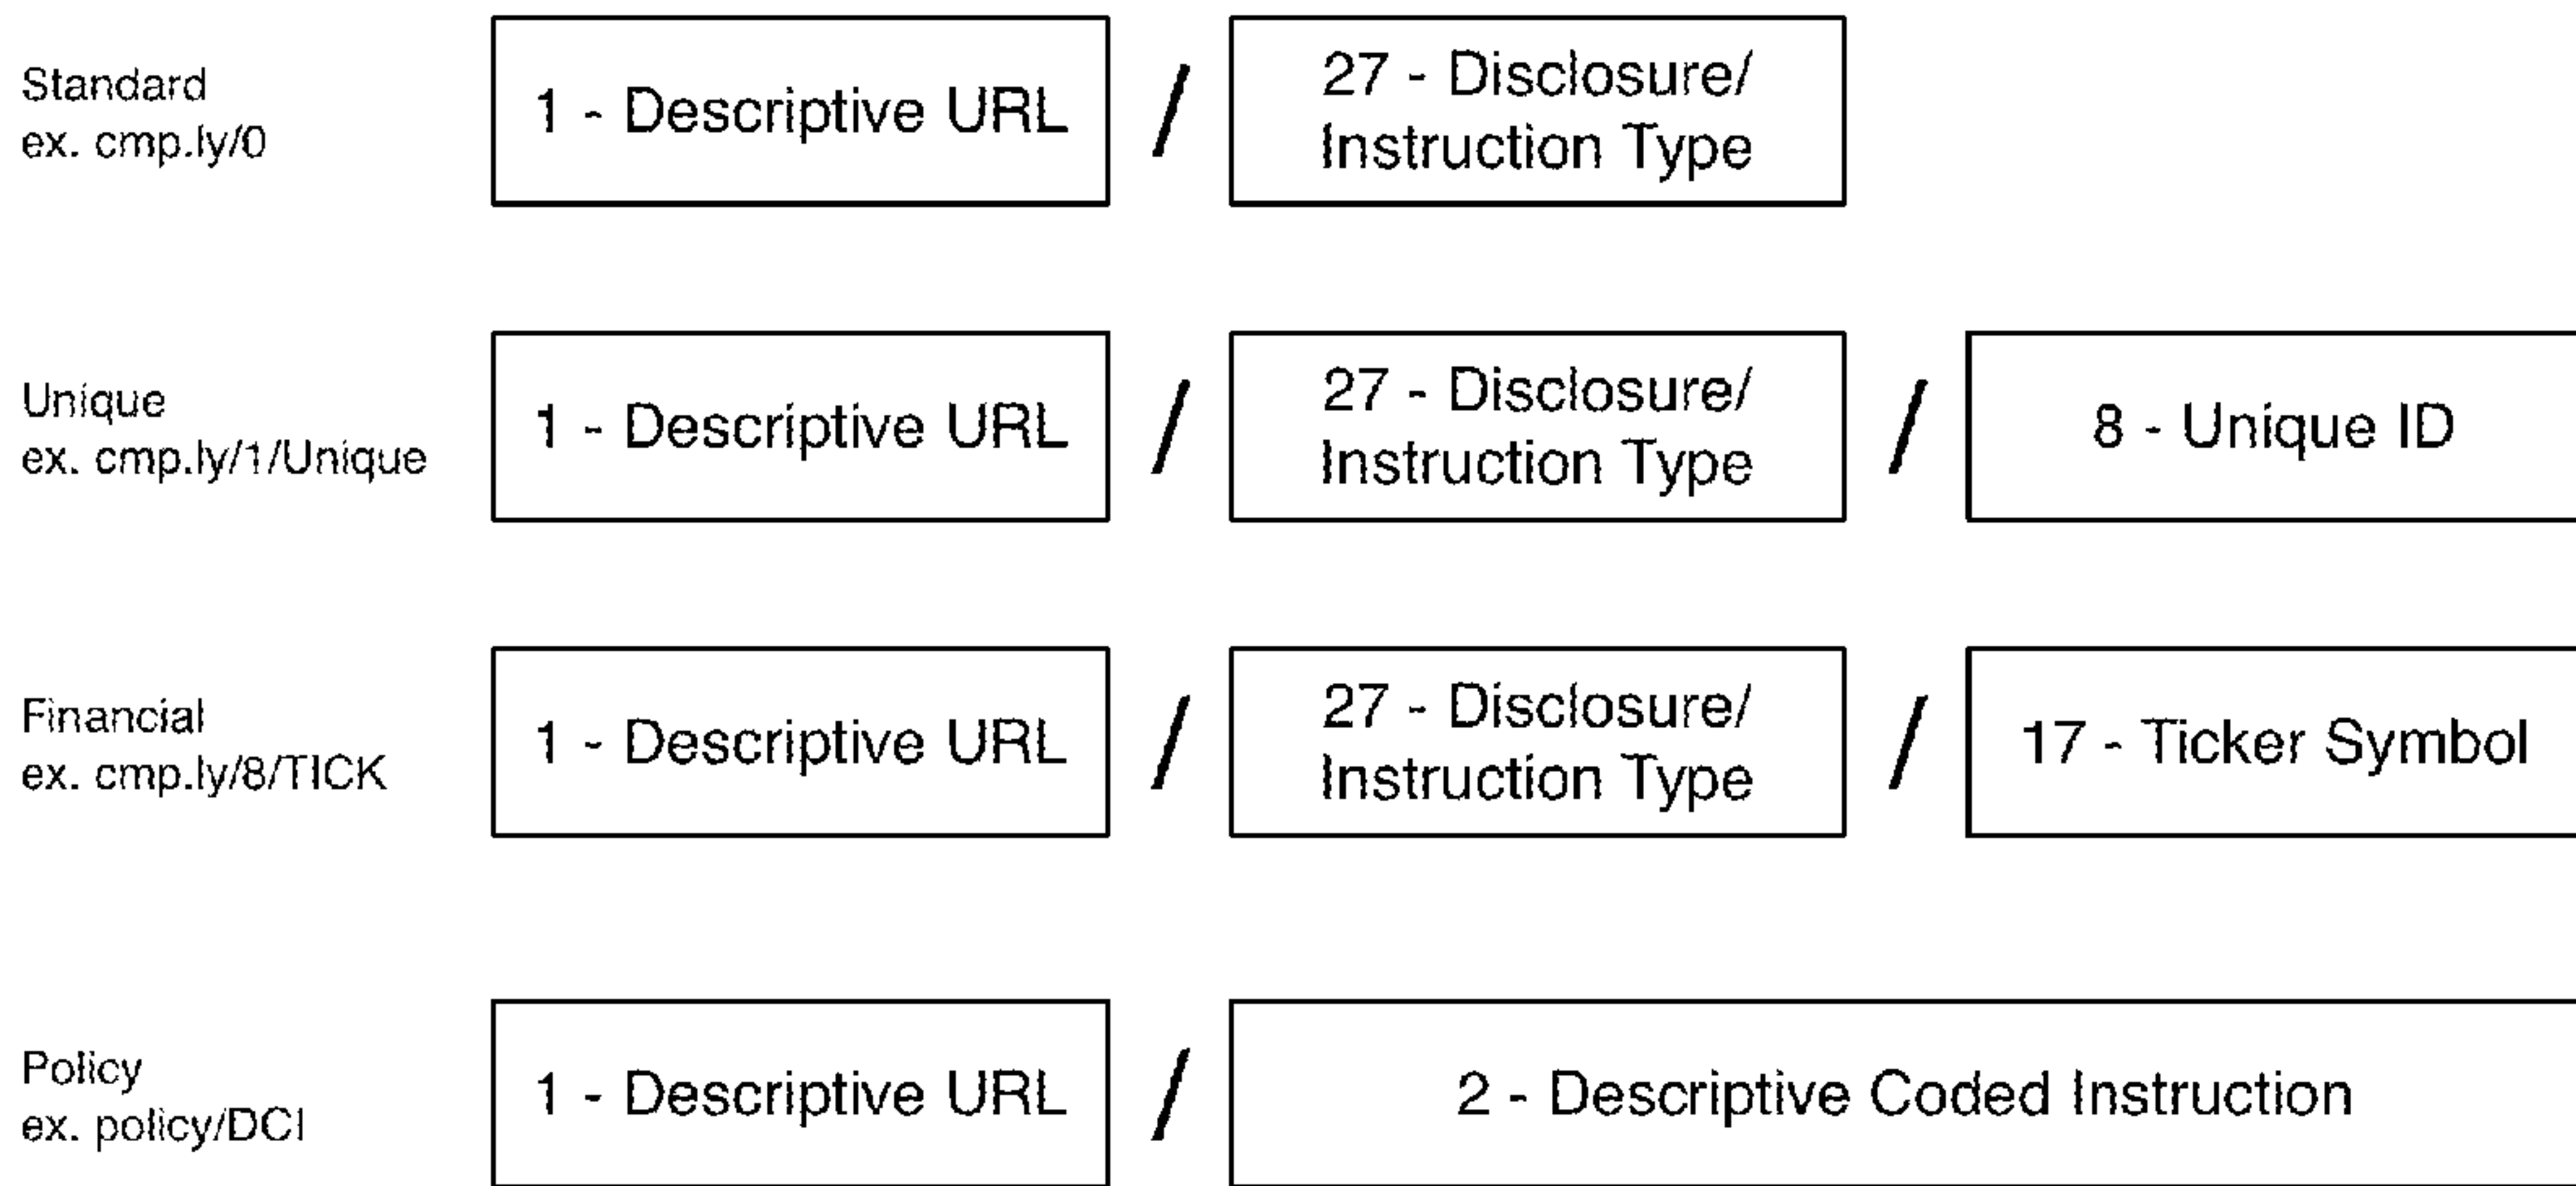 Standard
ex. cmp.ly/0
1 - Descriptive URL
/
27 - Disclosure/
Instruction Type
Unique
ex. cmp.ly/1/Unique
1 - Descriptive URL
/
27 - Disclosure/
Instruction Type
/
8 - Unique ID
Financial
ex. cmp.ly/8/TICK
1 - Descriptive URL
/
27 - Disclosure/
Instruction Type
/
17 - Ticker Symbol
Policy
ex. policy/DCI
1 - Descriptive URL
/
2 - Descriptive Coded Instruction